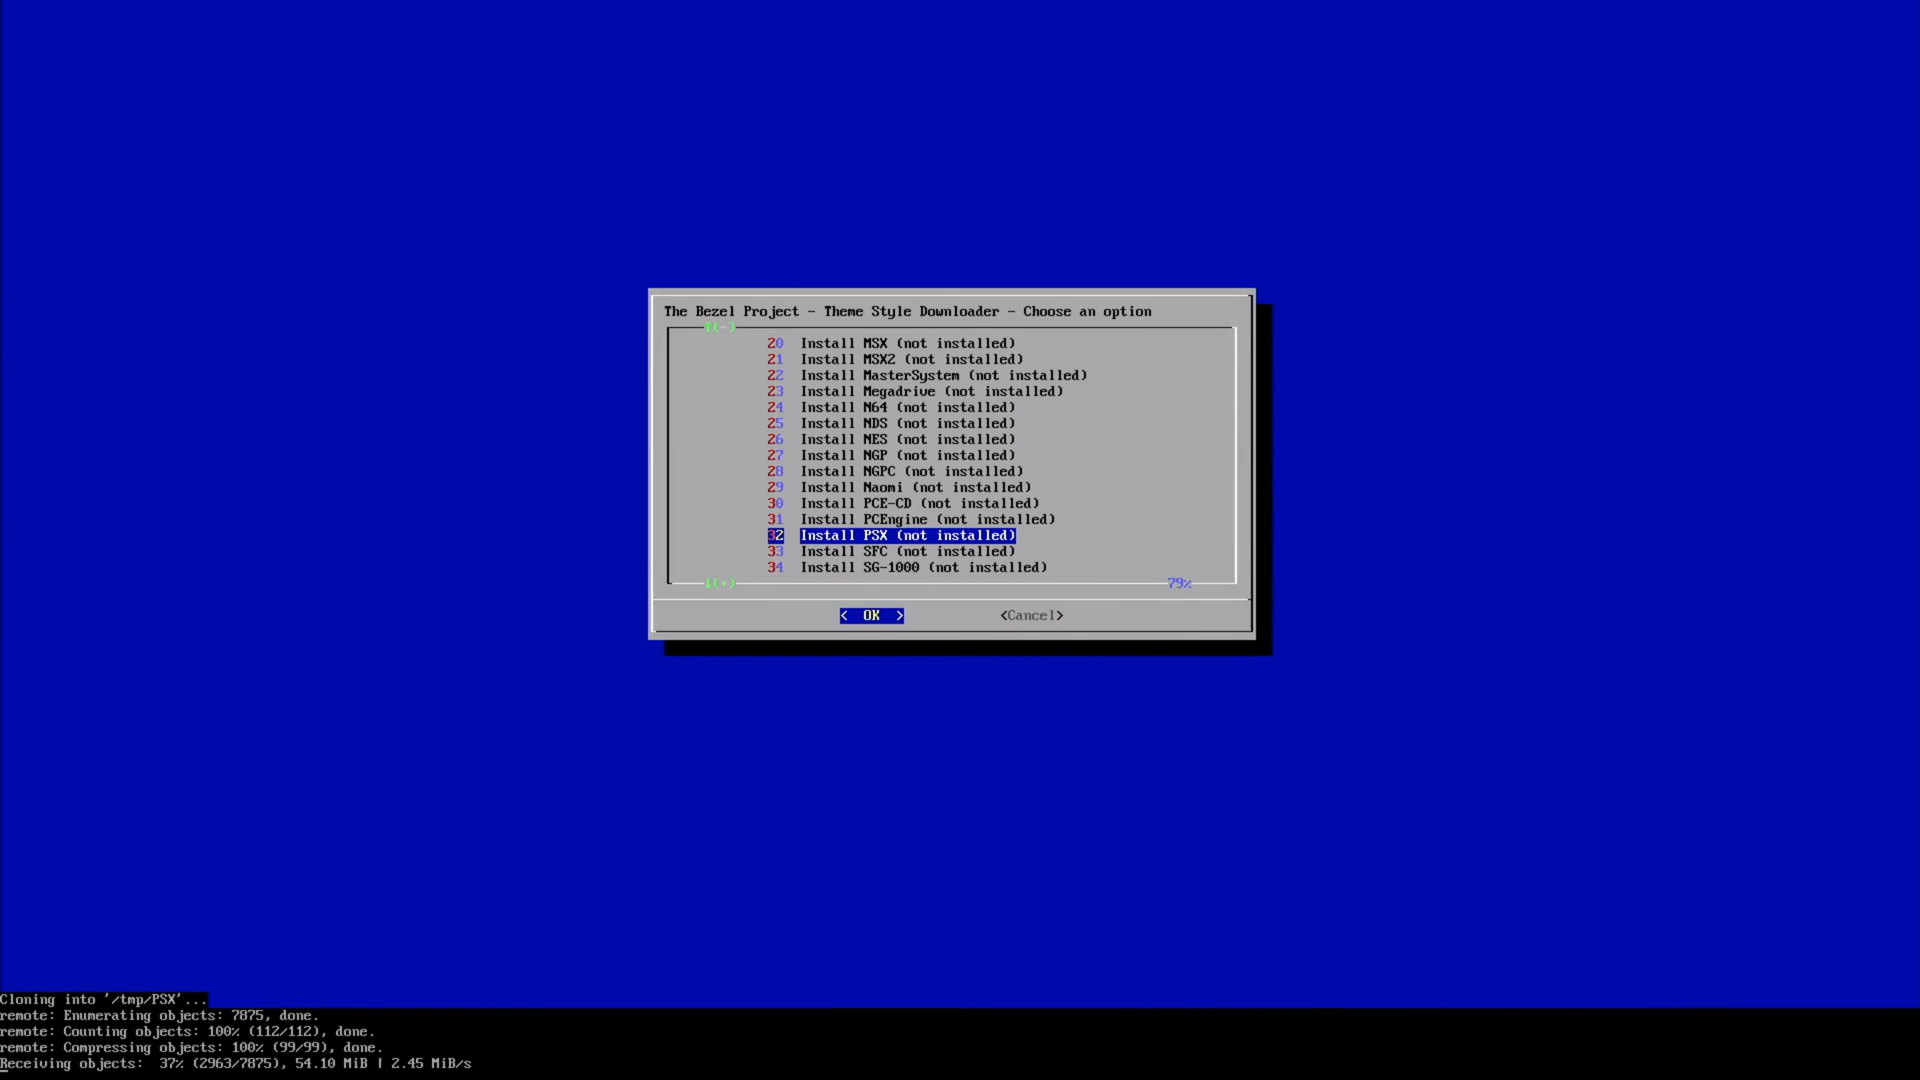 The Bezel Project - Theme Style Downloader - Choose an option
↑(-)
20 Install MSX (not installed)
21 Install MSX2 (not installed)
22 Install MasterSystem (not installed)
23 Install Megadrive (not installed)
24 Install N64 (not installed)
25 Install NDS (not installed)
26 Install NES (not installed)
27 Install NGP (not installed)
28 Install NGPC (not installed)
29 Install Naomi (not installed)
30 Install PCE-CD (not installed)
31 Install PCEngine (not installed)
32 Install PSX (not installed)
33 Install SFC (not installed)
34 Install SG-1000 (not installed)
↓(+) 79%
< OK > <Cancel>
Cloning into '/tmp/PSX'...
remote: Enumerating objects: 7875, done.
remote: Counting objects: 100% (112/112), done.
remote: Compressing objects: 100% (99/99), done.
Receiving objects: 37% (2963/7875), 54.10 MiB | 2.45 MiB/s